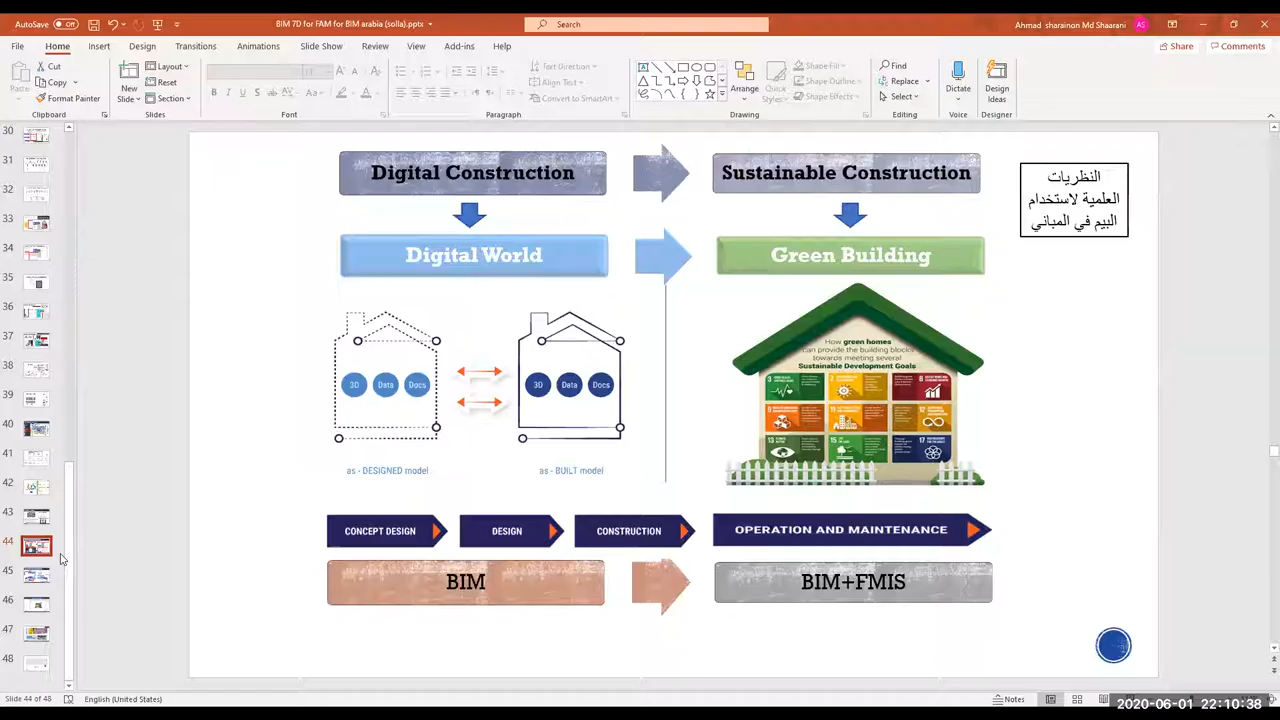 AutoSave Off
BIM 7D for FAM for BIM arabia (solla).pptx
Search
Ahmad sharainon Md Shaarani
AS
File Home Insert Design Transitions Animations Slide Show Review View Add-ins Help
Share Comments
Paste
Cut
Copy
Format Painter
Clipboard
New Slide
Layout
Reset
Section
Slides
B I U S ab AV Aa
Font
Text Direction
Align Text
Convert to SmartArt
Paragraph
Arrange
Quick Styles
Shape Fill
Shape Outline
Shape Effects
Drawing
Find
Replace
Select
Editing
Dictate
Voice
Design Ideas
Designer
30
31
32
33
34
35
36
37
38
39
40
42
43
44
45
46
47
48
Digital Construction
Sustainable Construction
النظريات
العلمية لاستخدام
البيم في المباني
Digital World
Green Building
How green homes
can provide the building blocks
towards meeting several
Sustainable Development Goals
3D Data Docs
3D Data Docs
as - DESIGNED model
as - BUILT model
CONCEPT DESIGN
DESIGN
CONSTRUCTION
OPERATION AND MAINTENANCE
BIM
BIM+FMIS
Slide 44 of 48
English (United States)
Notes
2020-06-01 22:10:38